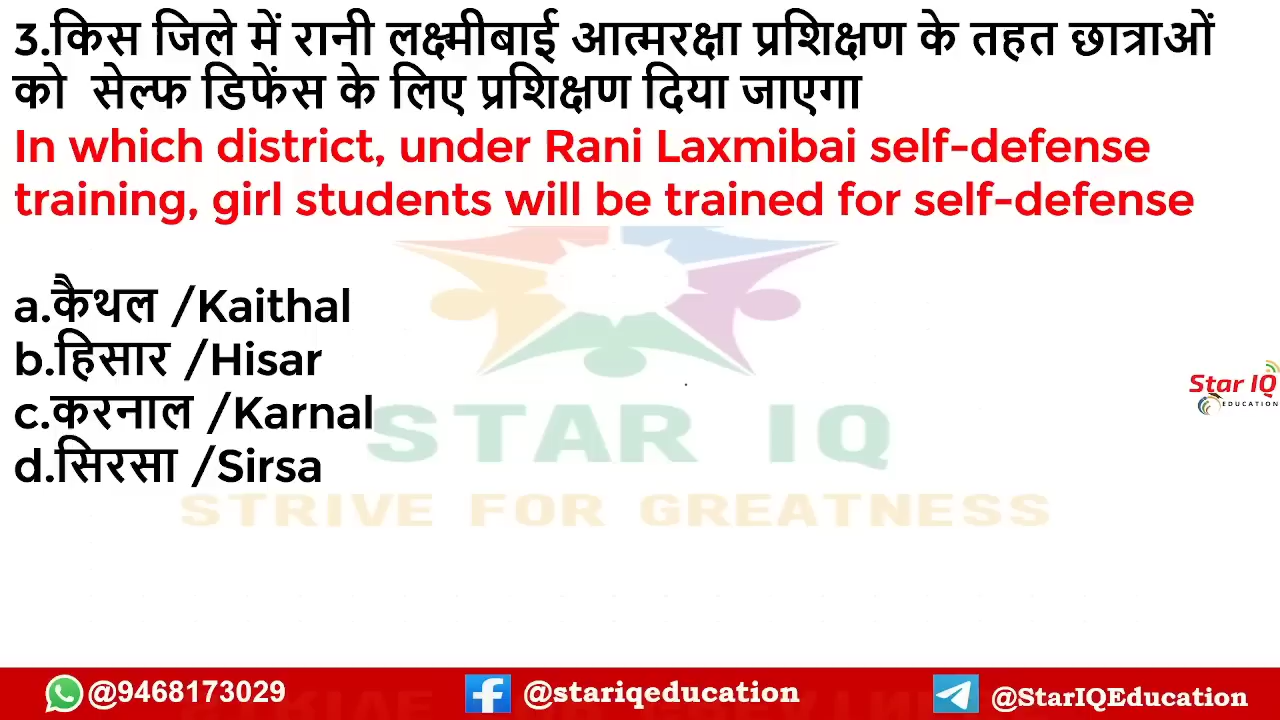 3.किस जिले में रानी लक्ष्मीबाई आत्मरक्षा प्रशिक्षण के तहत छात्राओं
को सेल्फ डिफेंस के लिए प्रशिक्षण दिया जाएगा
In which district, under Rani Laxmibai self-defense
training, girl students will be trained for self-defense
a.कैथल /Kaithal
b.हिसार /Hisar
c.करनाल /Karnal
d.सिरसा /Sirsa
STAR IQ
STRIVE FOR GREATNESS
Star IQ
EDUCATION
@9468173029 @stariqeducation @StarIQEducation